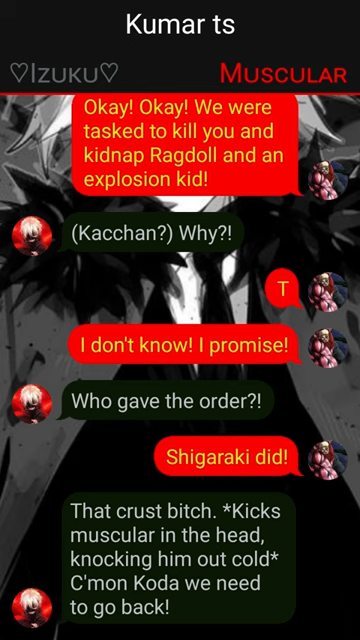 Kumar ts
♡Izuku♡ Muscular
Okay! Okay! We were
tasked to kill you and
kidnap Ragdoll and an
explosion kid!
(Kacchan?) Why?!
T
I don't know! I promise!
Who gave the order?!
Shigaraki did!
That crust bitch. *Kicks
muscular in the head,
knocking him out cold*
C'mon Koda we need
to go back!